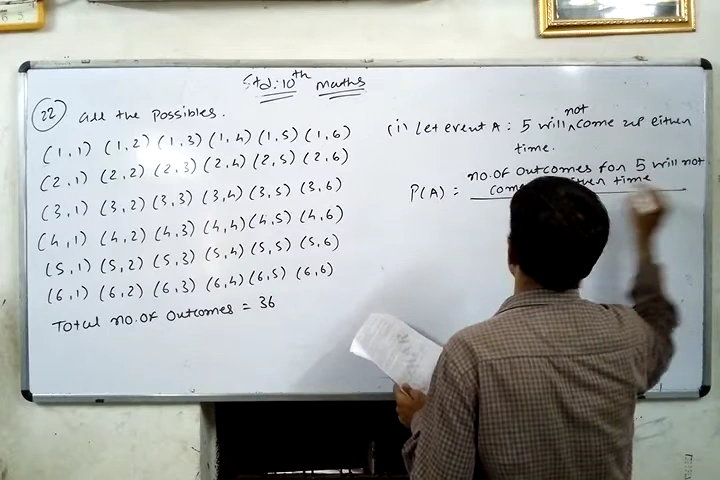 Std:10th maths
22 all the possibles.
(1,1) (1,2) (1,3) (1,4) (1,5) (1,6)
(2,1) (2,2) (2,3) (2,4) (2,5) (2,6)
(3,1) (3,2) (3,3) (3,4) (3,5) (3,6)
(4,1) (4,2) (4,3) (4,4) (4,5) (4,6)
(5,1) (5,2) (5,3) (5,4) (5,5) (5,6)
(6,1) (6,2) (6,3) (6,4) (6,5) (6,6)
Total no.of outcomes = 36
not
(i) Let event A : 5 will ^ come up either
time.
no.of outcomes for 5 will not
P(A) = come time